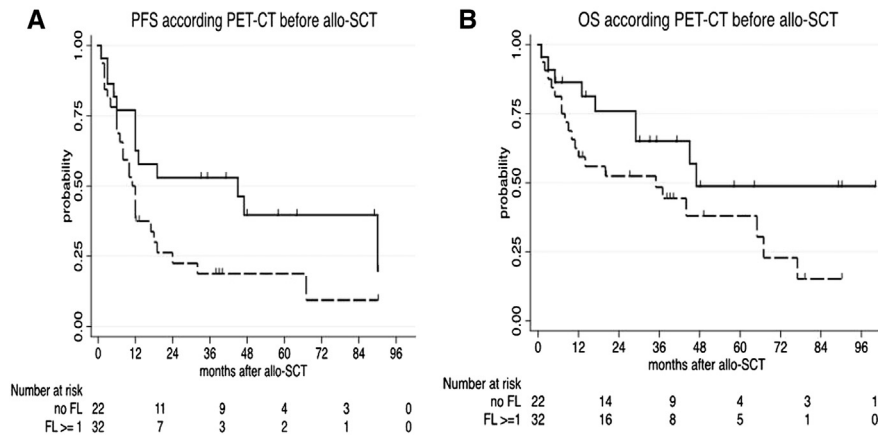 A
PFS according PET-CT before allo-SCT
1.00
0.75
0.50
0.25
0.00
probability
0 12 24 36 48 60 72 84 96
months after allo-SCT
Number at risk
no FL 22 11 9 4 3 0
FL >= 1 32 7 3 2 1 0
B
OS according PET-CT before allo-SCT
1.00
0.75
0.50
0.25
0.00
probability
0 12 24 36 48 60 72 84 96
months after allo-SCT
Number at risk
no FL 22 14 9 4 3 1
FL >=1 32 16 8 5 1 0